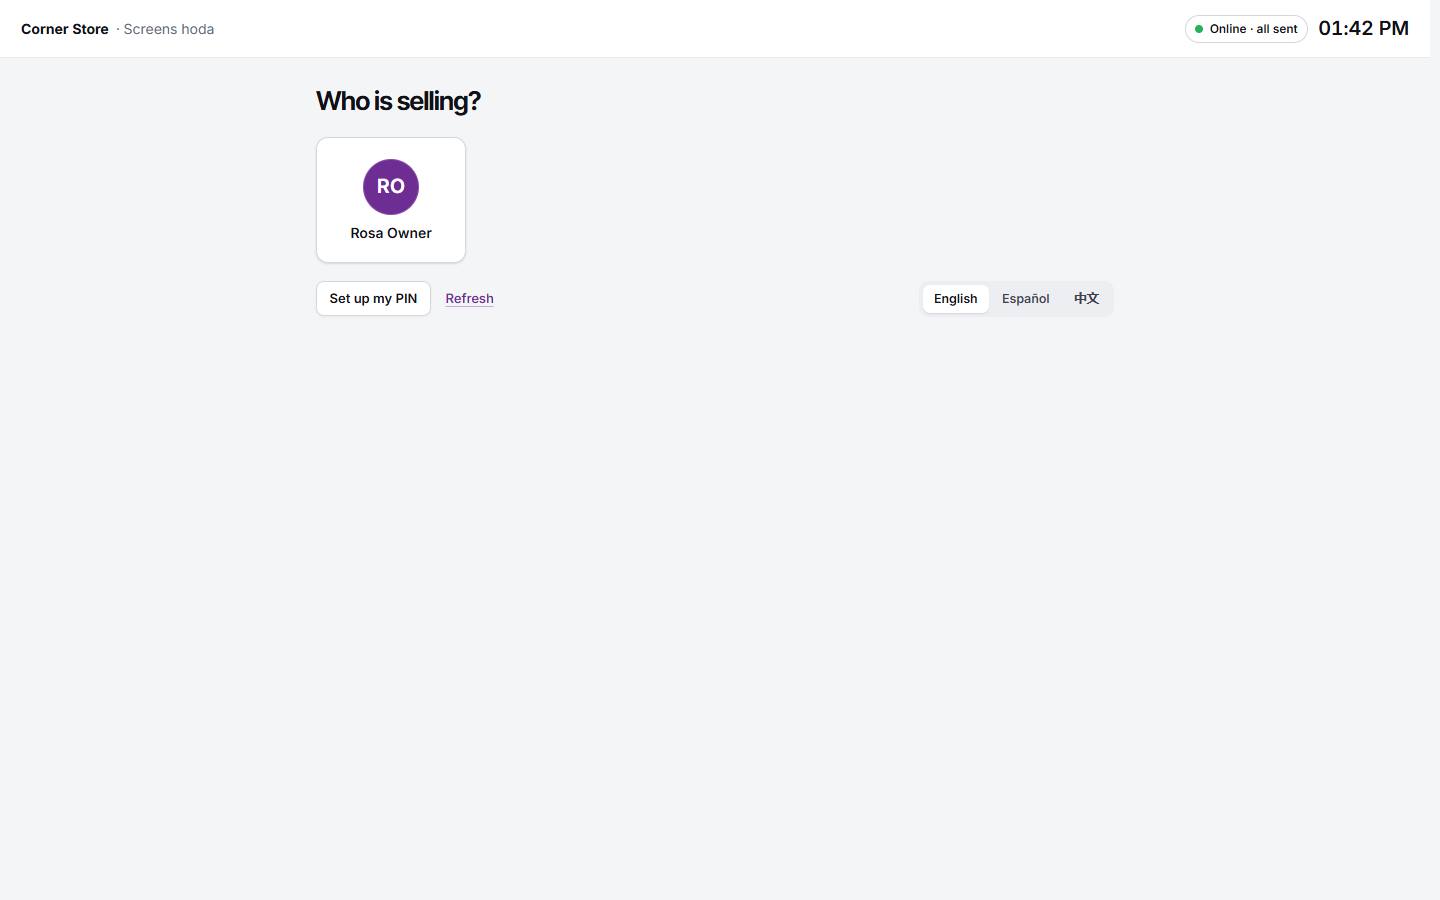 Corner Store · Screens hoda
Online · all sent
01:42 PM
Who is selling?
RO
Rosa Owner
Set up my PIN
Refresh
English
Español
中文